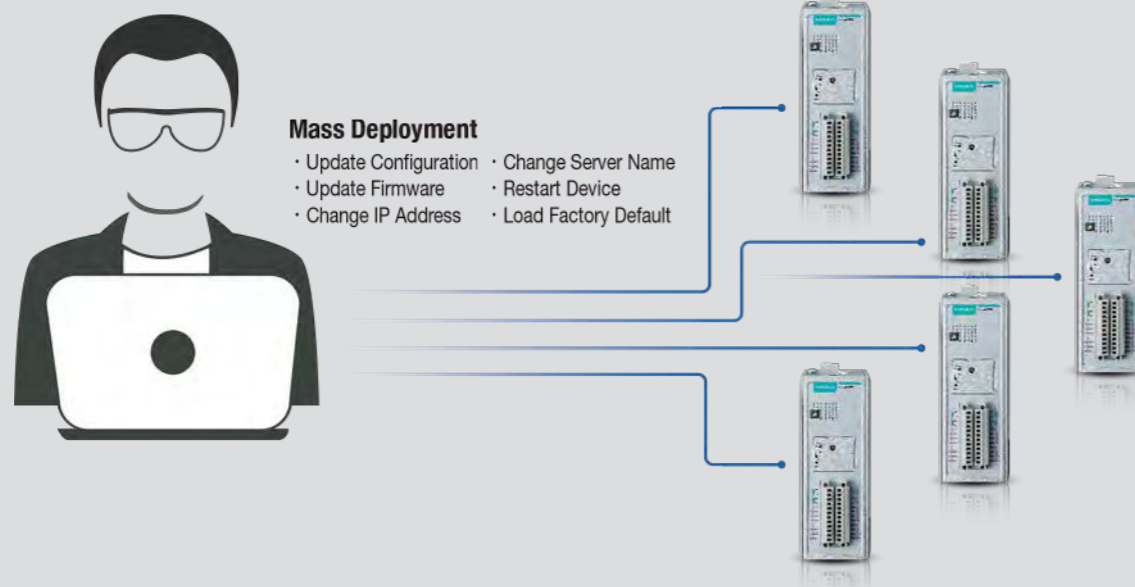 Mass Deployment
· Update Configuration
· Update Firmware
· Change IP Address
· Change Server Name
· Restart Device
· Load Factory Default